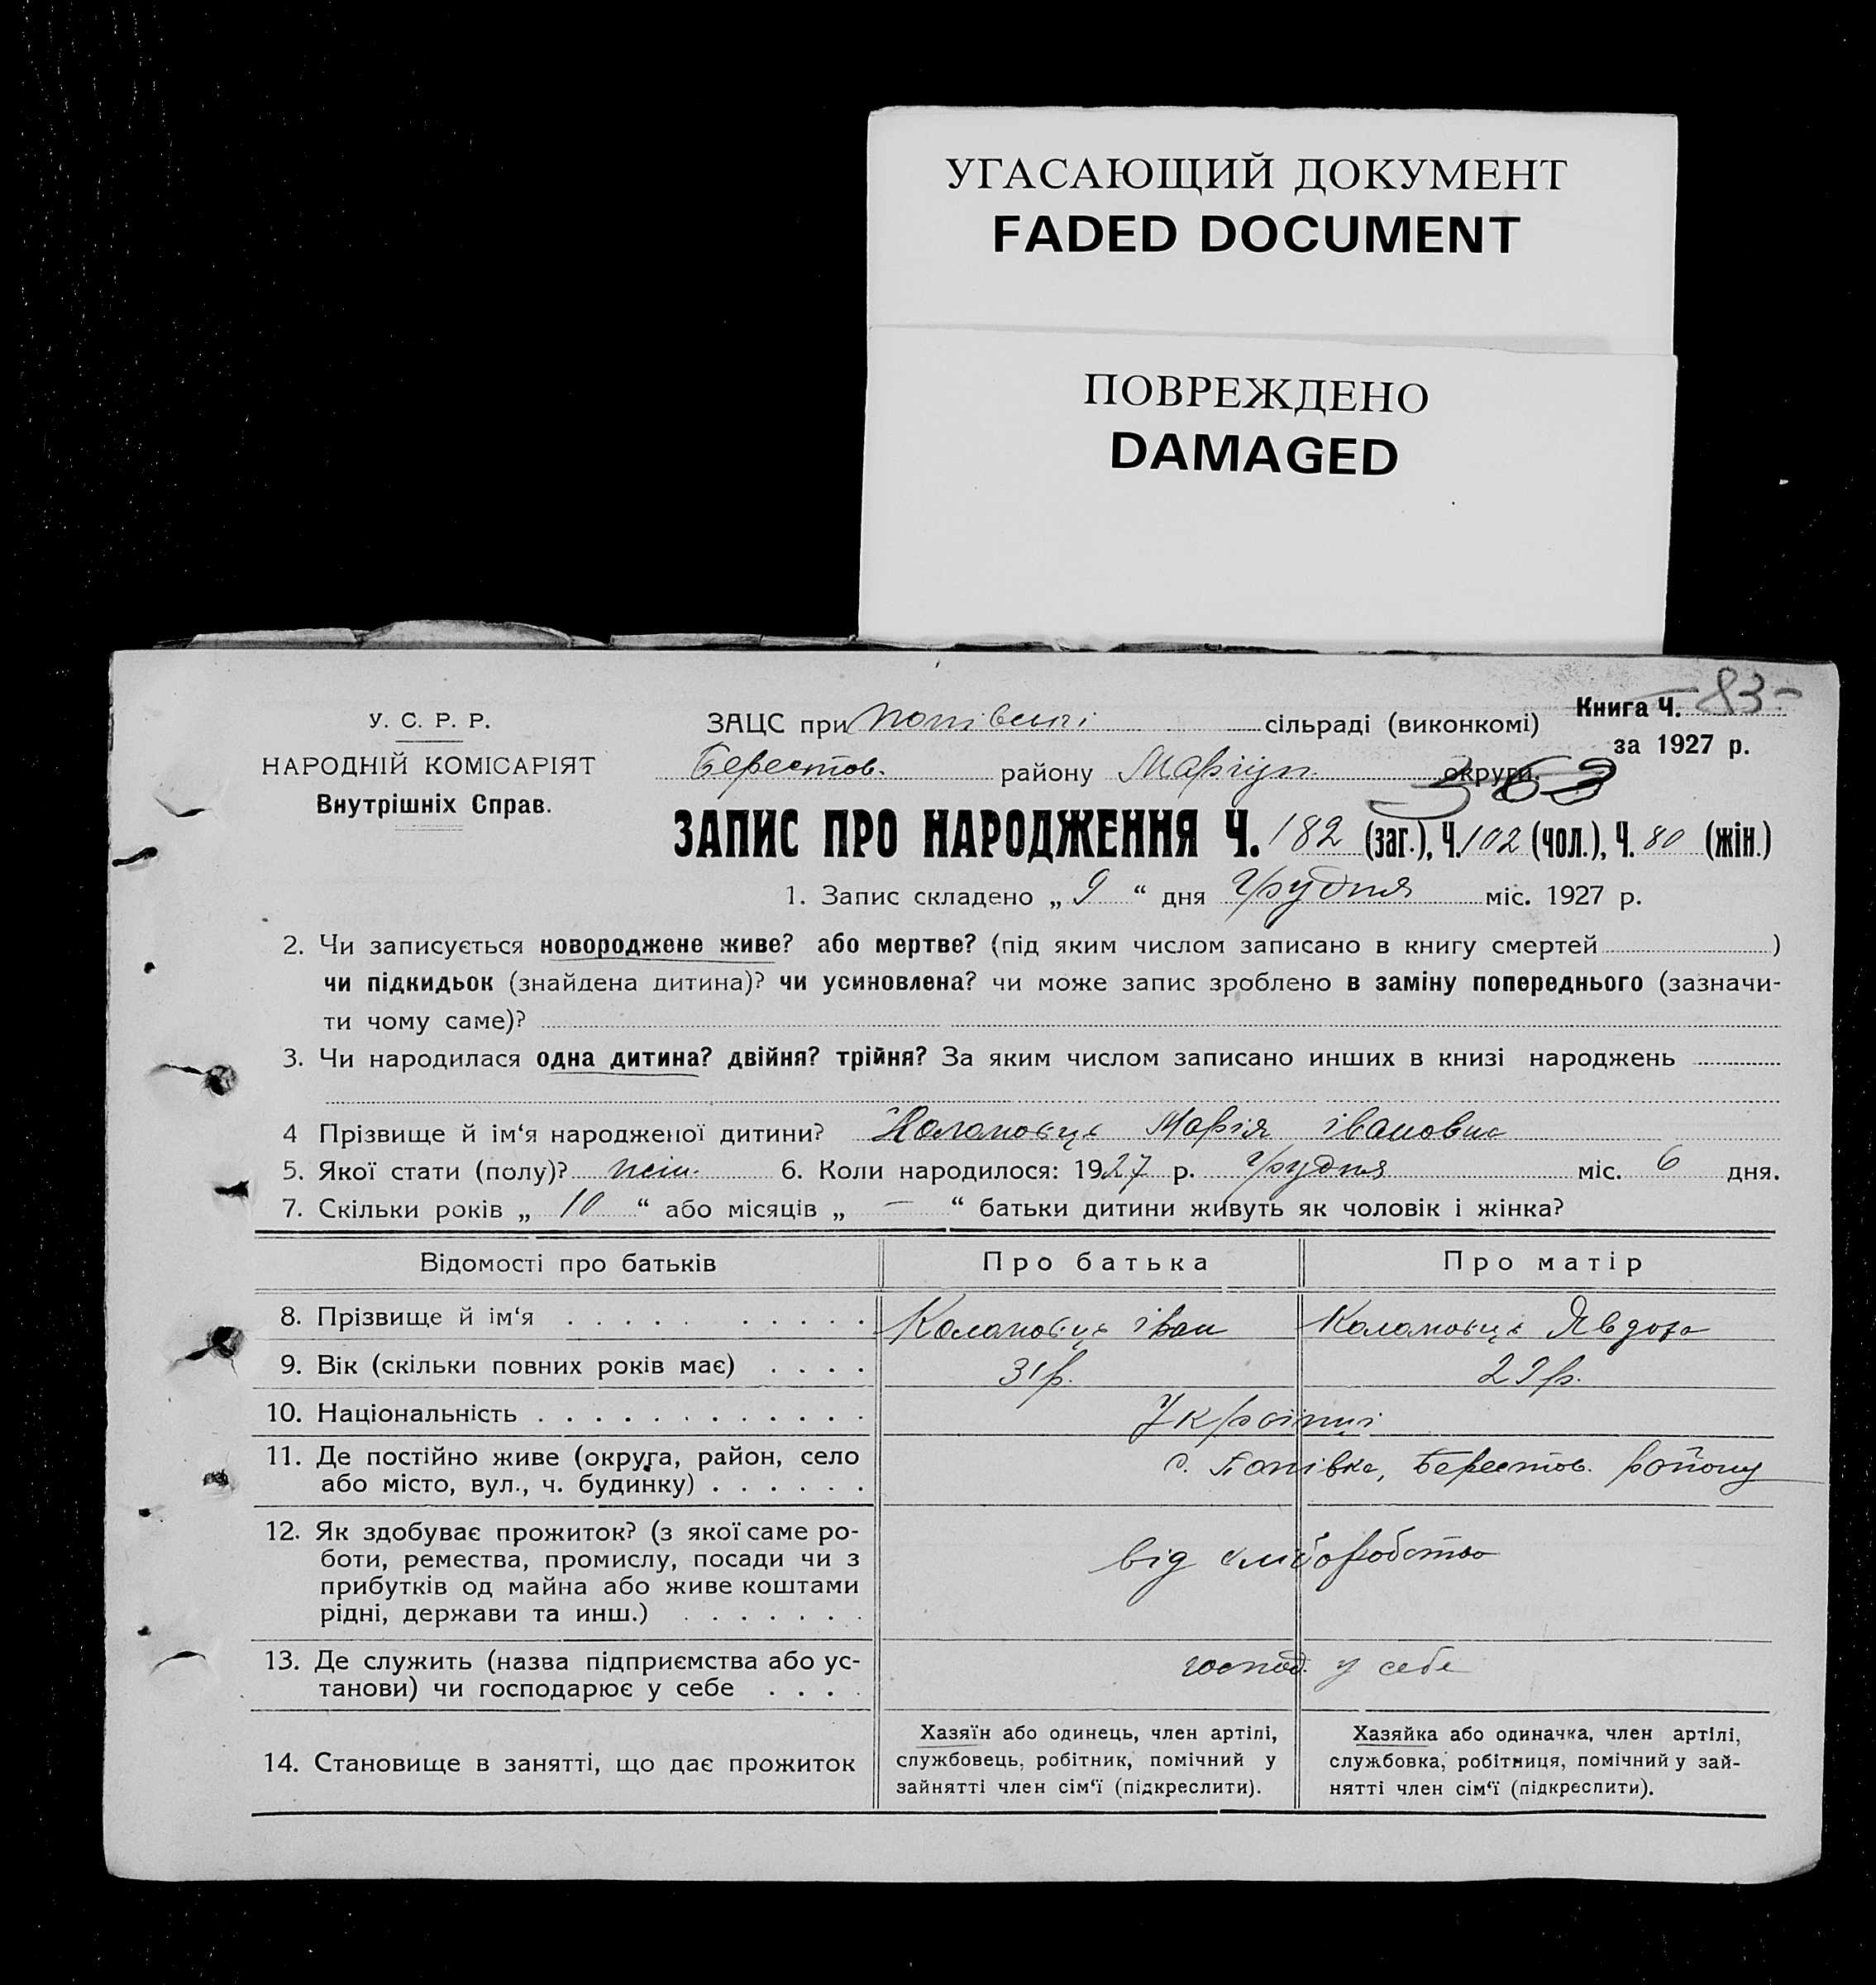 УГАСАЮЩИЙ ДОКУМЕНТ
FADED DOCUMENT
ПОВРЕЖДЕНО
DAMAGED
У. С. Р. Р.
НАРОДНІЙ КОМІСАРІЯТ
Внутрішніх Справ.
ЗАЦС при Попівські сільраді (виконкомі)
Книга Ч. 83
за 1927 р.
Берестов. району Маріуп. округи.
363
ЗАПИС ПРО НАРОДЖЕННЯ Ч. 182 (заг.), Ч. 102 (чол.), Ч. 80 (жін.)
1. Запис складено „ 9 “ дня Грудня міс. 1927 р.
2. Чи записується новороджене живе? або мертве? (під яким числом записано в книгу смертей )
чи підкидьок (знайдена дитина)? чи усиновлена? чи може запис зроблено в заміну попереднього (зазначи-
ти чому саме)?
3. Чи народилася одна дитина? двійня? трійня? За яким числом записано инших в книзі народжень
4 Прізвище й ім‘я народженої дитини? Марія Івановна
5. Якої стати (полу)? жін. 6. Коли народилося: 1927 р. Грудня міс. 6 дня.
7. Скільки років „ 10 “ або місяців „ — “ батьки дитини живуть як чоловік і жінка?
Відомості про батьків Про батька Про матір
8. Прізвище й ім‘я . . . . . . . . . . . Іван Явдоха
9. Вік (скільки повних років має) . . . . 31 р. 29 р.
10. Національність . . . . . . . . . . . . . Українці
11. Де постійно живе (округа, район, село
або місто, вул., ч. будинку) . . . . . .
с. Попівка, Берестов. району
12. Як здобуває прожиток? (з якої саме ро-
боти, ремества, промислу, посади чи з
прибутків од майна або живе коштами
рідні, держави та инш.) . . . . . . .
від хліборобства
13. Де служить (назва підприємства або ус-
танови) чи господарює у себе . . . .
господ. у себе
14. Становище в занятті, що дає прожиток
Хазяїн або одинець, член артілі,
службовець, робітник, помічний у
зайнятті член сім‘ї (підкреслити).
Хазяйка або одиначка, член артілі,
службовка, робітниця, помічний у зай-
нятті член сім‘ї (підкреслити).